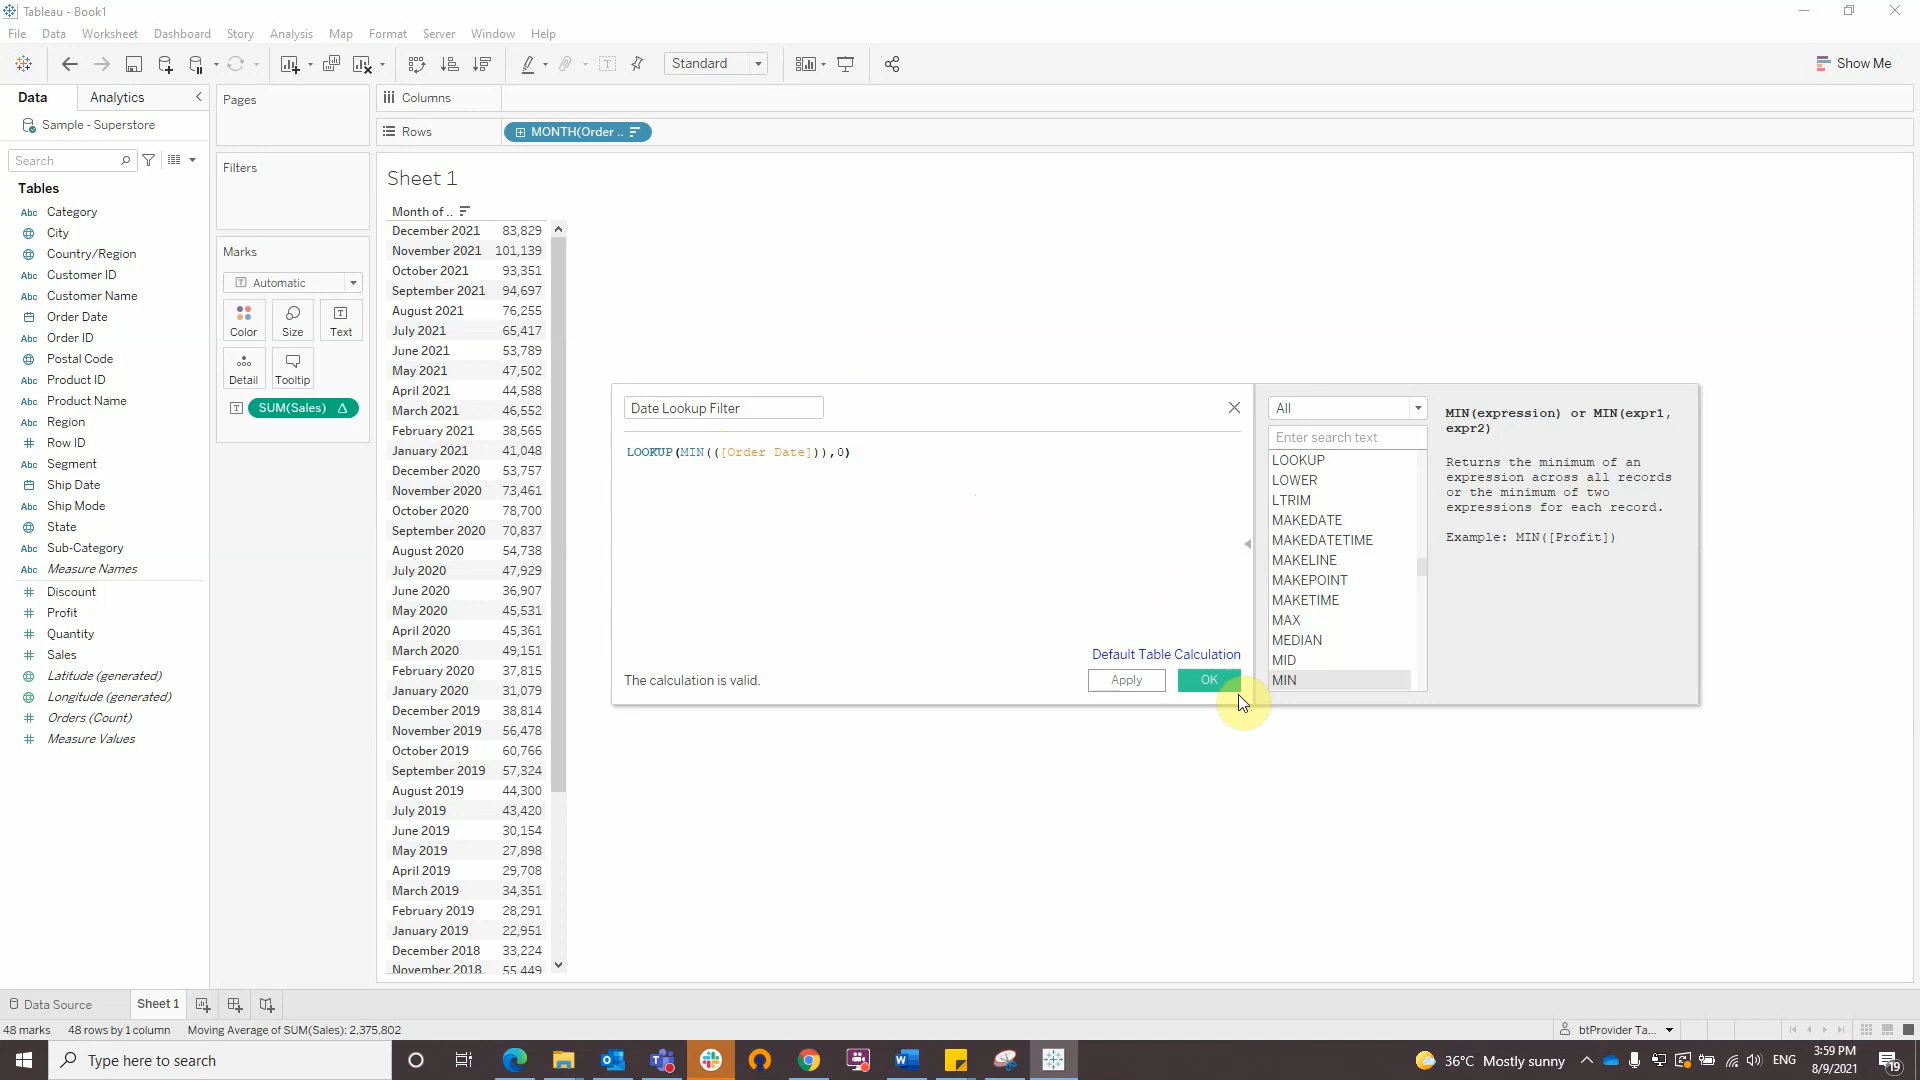 Tableau - Book1
File Data Worksheet Dashboard Story Analysis Map Format Server Window Help
Standard
Show Me
Data Analytics
Sample - Superstore
Search
Tables
Abc Category
City
Country/Region
Abc Customer ID
Abc Customer Name
Order Date
Abc Order ID
Postal Code
Abc Product ID
Abc Product Name
Abc Region
# Row ID
Abc Segment
Ship Date
Abc Ship Mode
State
Abc Sub-Category
Abc Measure Names
# Discount
# Profit
# Quantity
# Sales
Latitude (generated)
Longitude (generated)
# Orders (Count)
# Measure Values
Pages
Filters
Marks
Automatic
Color Size Text
Detail Tooltip
SUM(Sales)
Columns
Rows MONTH(Order ..
Sheet 1
Month of ..
December 2021 83,829
November 2021 101,139
October 2021 93,351
September 2021 94,697
August 2021 76,255
July 2021 65,417
June 2021 53,789
May 2021 47,502
April 2021 44,588
March 2021 46,552
February 2021 38,565
January 2021 41,048
December 2020 53,757
November 2020 73,461
October 2020 78,700
September 2020 70,837
August 2020 54,738
July 2020 47,929
June 2020 36,907
May 2020 45,531
April 2020 45,361
March 2020 49,151
February 2020 37,815
January 2020 31,079
December 2019 38,814
November 2019 56,478
October 2019 60,766
September 2019 57,324
August 2019 44,300
July 2019 43,420
June 2019 30,154
May 2019 27,898
April 2019 29,708
March 2019 34,351
February 2019 28,291
January 2019 22,951
December 2018 33,224
November 2018 55,449
Date Lookup Filter
LOOKUP(MIN(([Order Date])),0)
Default Table Calculation
The calculation is valid.
Apply OK
All
Enter search text
LOOKUP
LOWER
LTRIM
MAKEDATE
MAKEDATETIME
MAKELINE
MAKEPOINT
MAKETIME
MAX
MEDIAN
MID
MIN
MIN(expression) or MIN(expr1,
expr2)
Returns the minimum of an
expression across all records
or the minimum of two
expressions for each record.
Example: MIN([Profit])
Data Source Sheet 1
48 marks 48 rows by 1 column Moving Average of SUM(Sales): 2,375,802
btProvider Ta...
Type here to search
36°C Mostly sunny
ENG
3:59 PM
8/9/2021
19